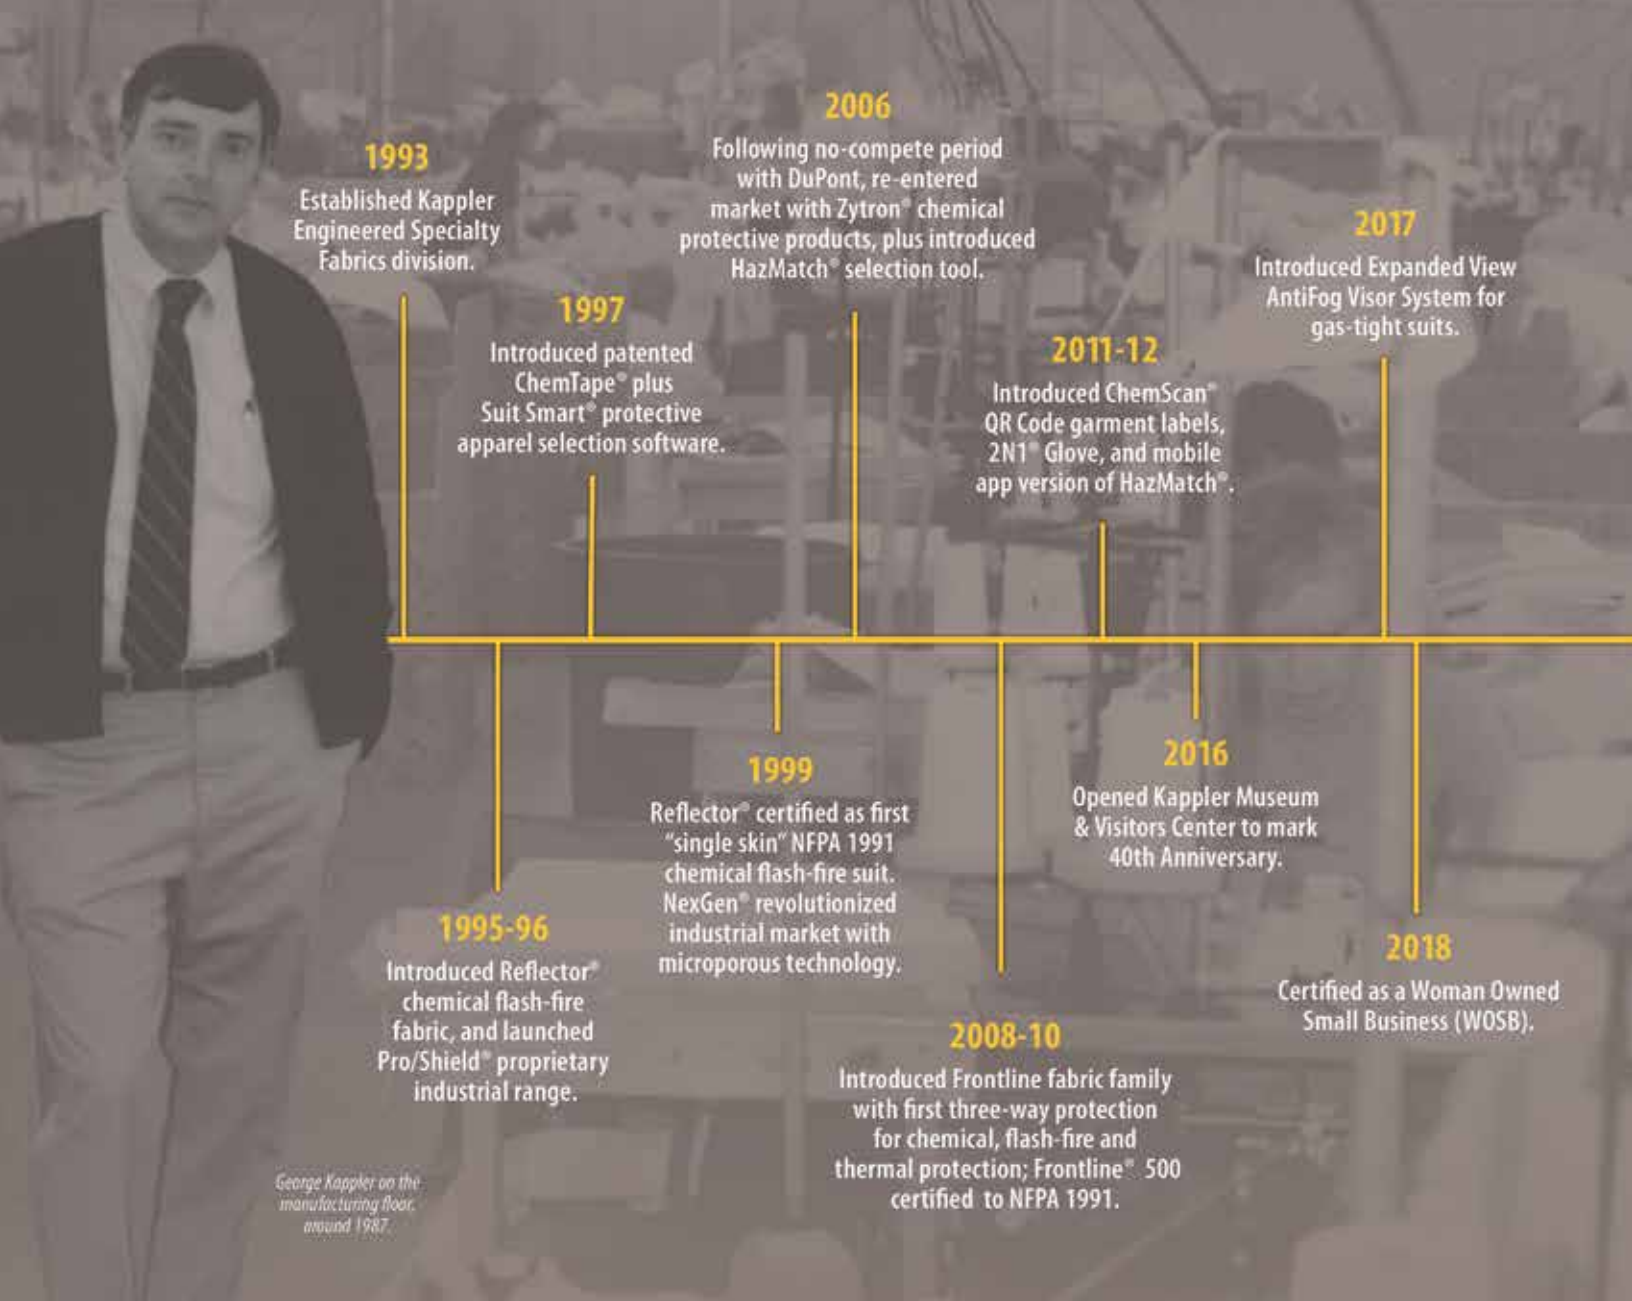 1993
Established Kappler
Engineered Specialty
Fabrics division.
1995-96
Introduced Reflector®
chemical flash-fire
fabric, and launched
Pro/Shield® proprietary
industrial range.
1997
Introduced patented
ChemTape® plus
Suit Smart® protective
apparel selection software.
1999
Reflector® certified as first
“single skin” NFPA 1991
chemical flash-fire suit.
NexGen® revolutionized
industrial market with
microporous technology.
2006
Following no-compete period
with DuPont, re-entered
market with Zytron® chemical
protective products, plus introduced
HazMatch® selection tool.
2008-10
Introduced Frontline fabric family
with first three-way protection
for chemical, flash-fire and
thermal protection; Frontline® 500
certified to NFPA 1991.
2011-12
Introduced ChemScan®
QR Code garment labels,
2N1® Glove, and mobile
app version of HazMatch®.
2016
Opened Kappler Museum
& Visitors Center to mark
40th Anniversary.
2017
Introduced Expanded View
AntiFog Visor System for
gas-tight suits.
2018
Certified as a Woman Owned
Small Business (WOSB).
George Kappler on the
manufacturing floor,
around 1987.